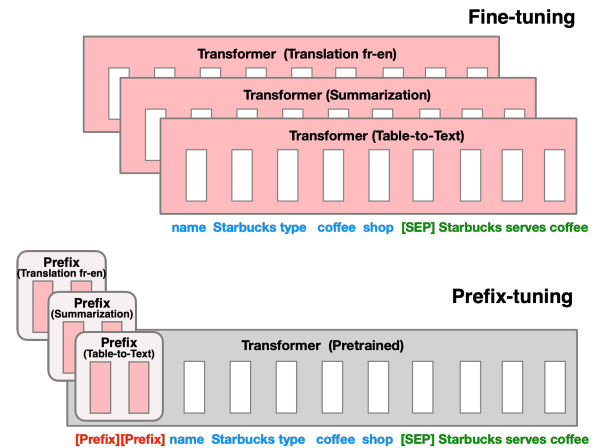 Fine-tuning
Transformer (Translation fr-en)
Transformer (Summarization)
Transformer (Table-to-Text)
name Starbucks type coffee shop [SEP] Starbucks serves coffee
Prefix
(Translation fr-en)
Prefix
(Summarization)
Prefix
(Table-to-Text)
Prefix-tuning
Transformer (Pretrained)
[Prefix][Prefix] name Starbucks type coffee shop [SEP] Starbucks serves coffee